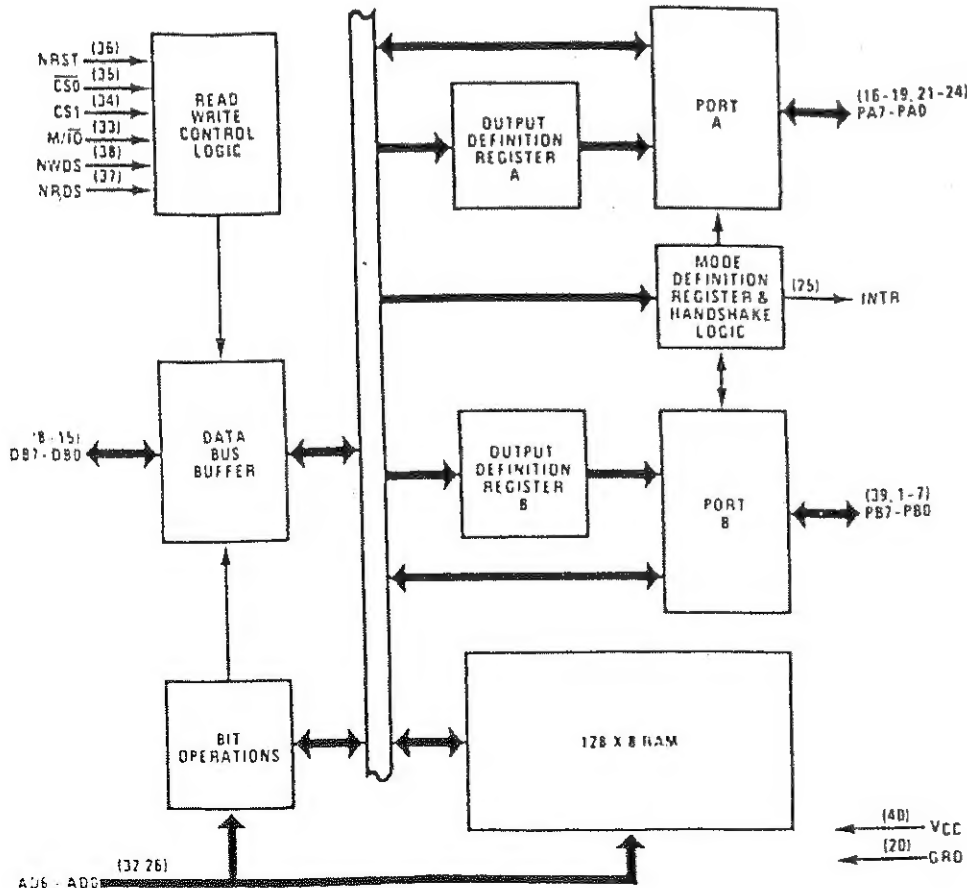 NRST (36)
CS0 (35)
CS1 (34)
M/IO (33)
NWDS (38)
NRDS (37)
READ
WRITE
CONTROL
LOGIC
OUTPUT
DEFINITION
REGISTER
A
PORT
A
(16-19, 21-24)
PA7-PA0
MODE
DEFINITION
REGISTER &
HANDSHAKE
LOGIC
(25)
INTR
(8-15)
DB7-DB0
DATA
BUS
BUFFER
OUTPUT
DEFINITION
REGISTER
B
PORT
B
(39, 1-7)
PB7-PB0
BIT
OPERATIONS
128 X 8 RAM
(40) VCC
(20) GRD
(32 26)
AD6 - AD0